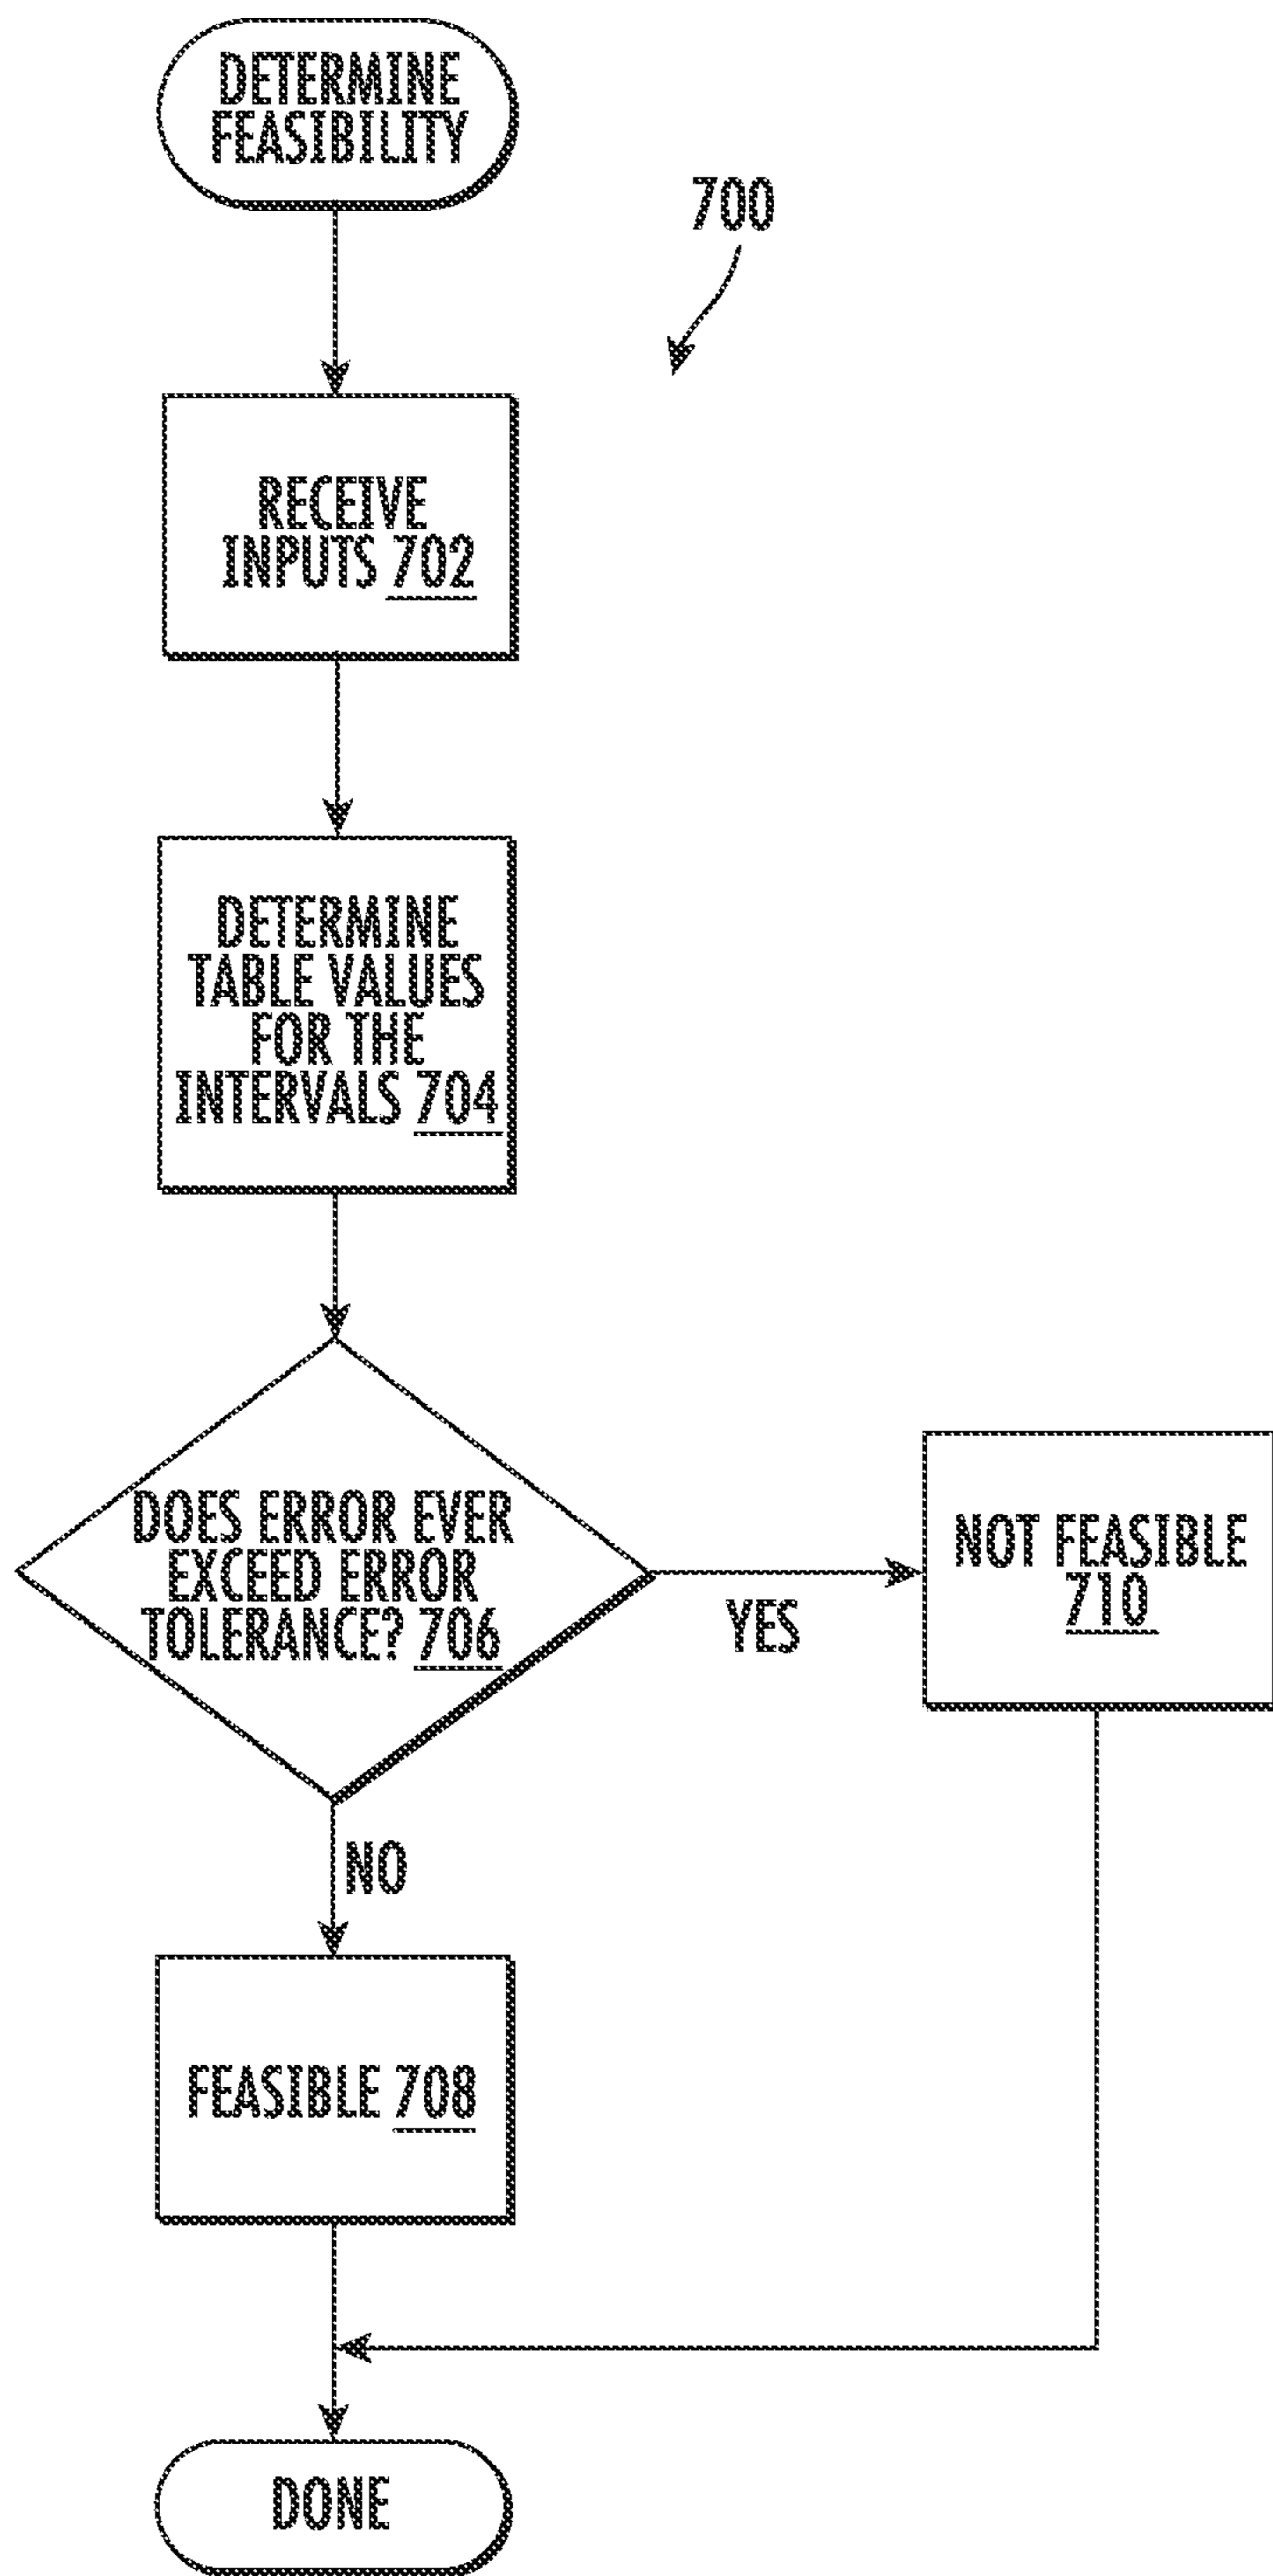 DETERMINE
FEASIBILITY
700
RECEIVE
INPUTS 702
DETERMINE
TABLE VALUES
FOR THE
INTERVALS 704
DOES ERROR EVER
EXCEED ERROR
TOLERANCE? 706
YES
NOT FEASIBLE
710
NO
FEASIBLE 708
DONE